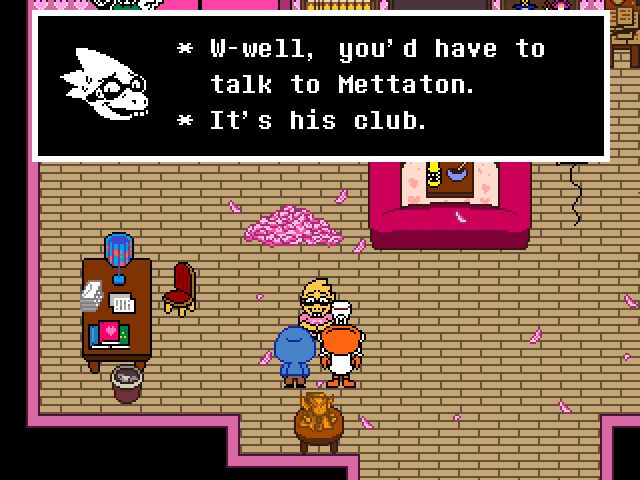 * W-well, you'd have to
talk to Mettaton.
* It's his club.